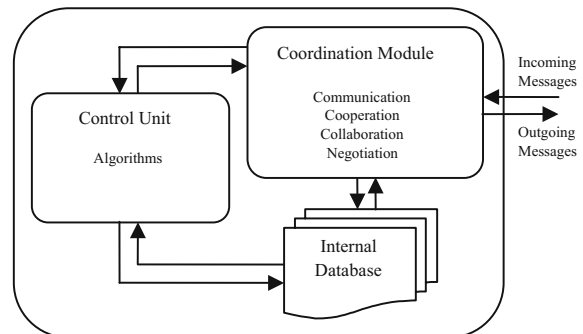 Coordination Module
Communication
Cooperation
Collaboration
Negotiation
Control Unit
Algorithms
Incoming
Messages
Outgoing
Messages
Internal
Database